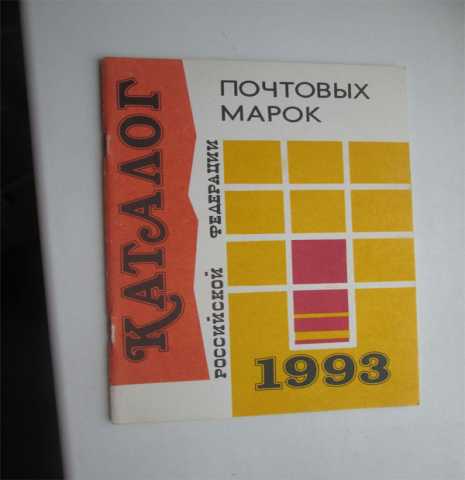 КАТАЛОГ
ПОЧТОВЫХ
МАРОК
РОССИЙСКОЙ ФЕДЕРАЦИИ
1993